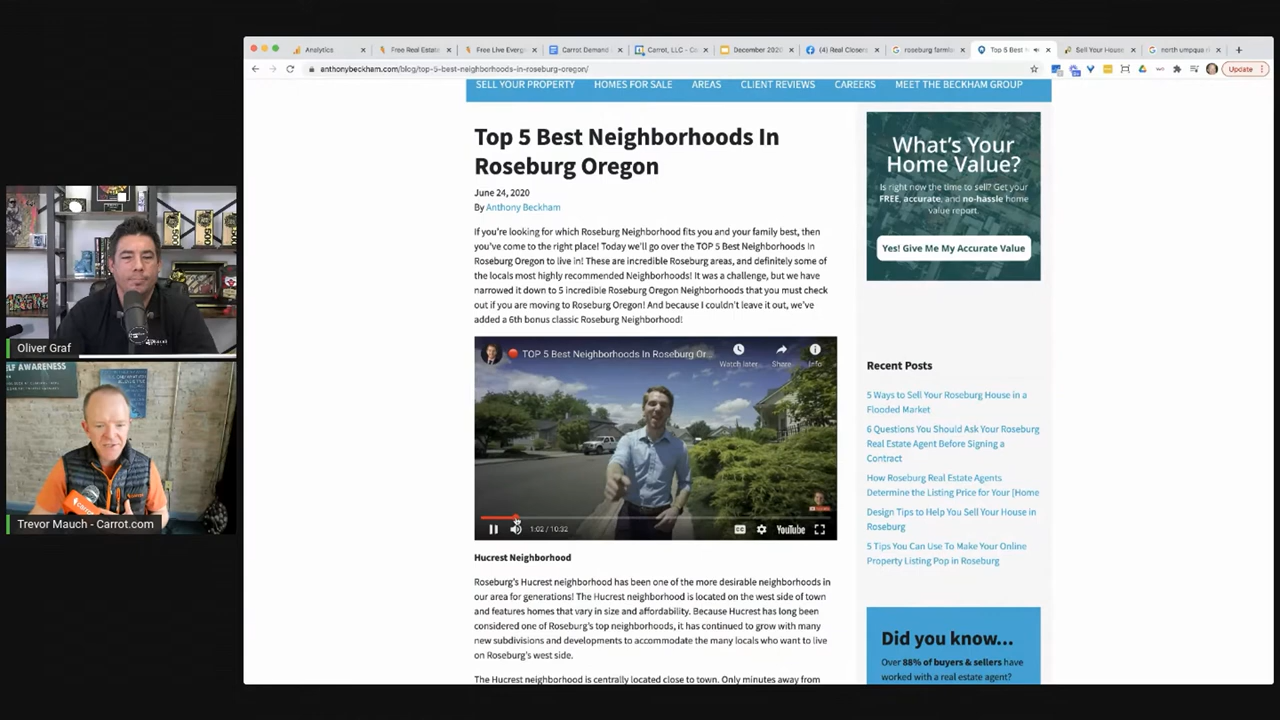 Analytics
Free Real Estate
Free Live Everg
Carrot Demand
Carrot, LLC - C
December 2020
(4) Real Closers
roseburg farmla
Top 5 Best N
Sell Your House
north umpqua ri
anthonybeckham.com/blog/top-5-best-neighborhoods-in-roseburg-oregon/
Update
SELL YOUR PROPERTY
HOMES FOR SALE
AREAS
CLIENT REVIEWS
CAREERS
MEET THE BECKHAM GROUP
Top 5 Best Neighborhoods In
Roseburg Oregon
June 24, 2020
By Anthony Beckham
If you're looking for which Roseburg Neighborhood fits you and your family best, then
you've come to the right place! Today we'll go over the TOP 5 Best Neighborhoods In
Roseburg Oregon to live in! These are incredible Roseburg areas, and definitely some of
the locals most highly recommended Neighborhoods! It was a challenge, but we have
narrowed it down to 5 incredible Roseburg Oregon Neighborhoods that you must check
out if you are moving to Roseburg Oregon! And because I couldn't leave it out, we've
added a 6th bonus classic Roseburg Neighborhood!
TOP 5 Best Neighborhoods In Roseburg Or...
Watch later
Share
Info
1:02 / 10:32
YouTube
Hucrest Neighborhood
Roseburg's Hucrest neighborhood has been one of the more desirable neighborhoods in
our area for generations! The Hucrest neighborhood is located on the west side of town
and features homes that vary in size and affordability. Because Hucrest has long been
considered one of Roseburg's top neighborhoods, it has continued to grow with many
new subdivisions and developments to accommodate the many locals who want to live
on Roseburg's west side.
The Hucrest neighborhood is centrally located close to town. Only minutes away from
What's Your
Home Value?
Is right now the time to sell? Get your
FREE, accurate, and no-hassle home
value report.
Yes! Give Me My Accurate Value
Recent Posts
5 Ways to Sell Your Roseburg House in a
Flooded Market
6 Questions You Should Ask Your Roseburg
Real Estate Agent Before Signing a
Contract
How Roseburg Real Estate Agents
Determine the Listing Price for Your [Home
Design Tips to Help You Sell Your House in
Roseburg
5 Tips You Can Use To Make Your Online
Property Listing Pop in Roseburg
Did you know...
Over 88% of buyers & sellers have
worked with a real estate agent?
Oliver Graf
SELF AWARENESS
Trevor Mauch - Carrot.com